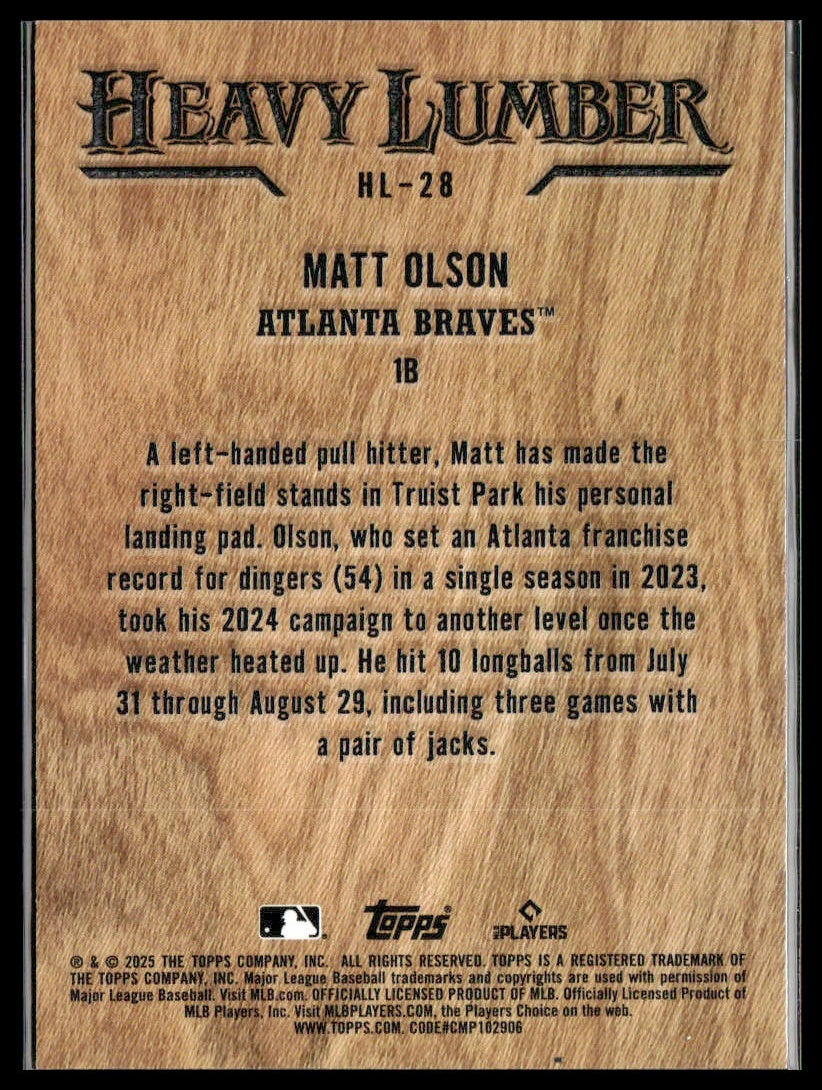 HEAVY LUMBER
HL-28
MATT OLSON
ATLANTA BRAVES™
1B
A left-handed pull hitter, Matt has made the
right-field stands in Truist Park his personal
landing pad. Olson, who set an Atlanta franchise
record for dingers (54) in a single season in 2023,
took his 2024 campaign to another level once the
weather heated up. He hit 10 longballs from July
31 through August 29, including three games with
a pair of jacks.
TOPPS® MLB PLAYERS
® & © 2025 THE TOPPS COMPANY, INC. ALL RIGHTS RESERVED. TOPPS IS A REGISTERED TRADEMARK OF
THE TOPPS COMPANY, INC. Major League Baseball trademarks and copyrights are used with permission of
Major League Baseball. Visit MLB.com. OFFICIALLY LICENSED PRODUCT OF MLB. Officially Licensed Product of
MLB Players, Inc. Visit MLBPLAYERS.COM, the Players Choice on the web.
WWW.TOPPS.COM. CODE#CMP102906